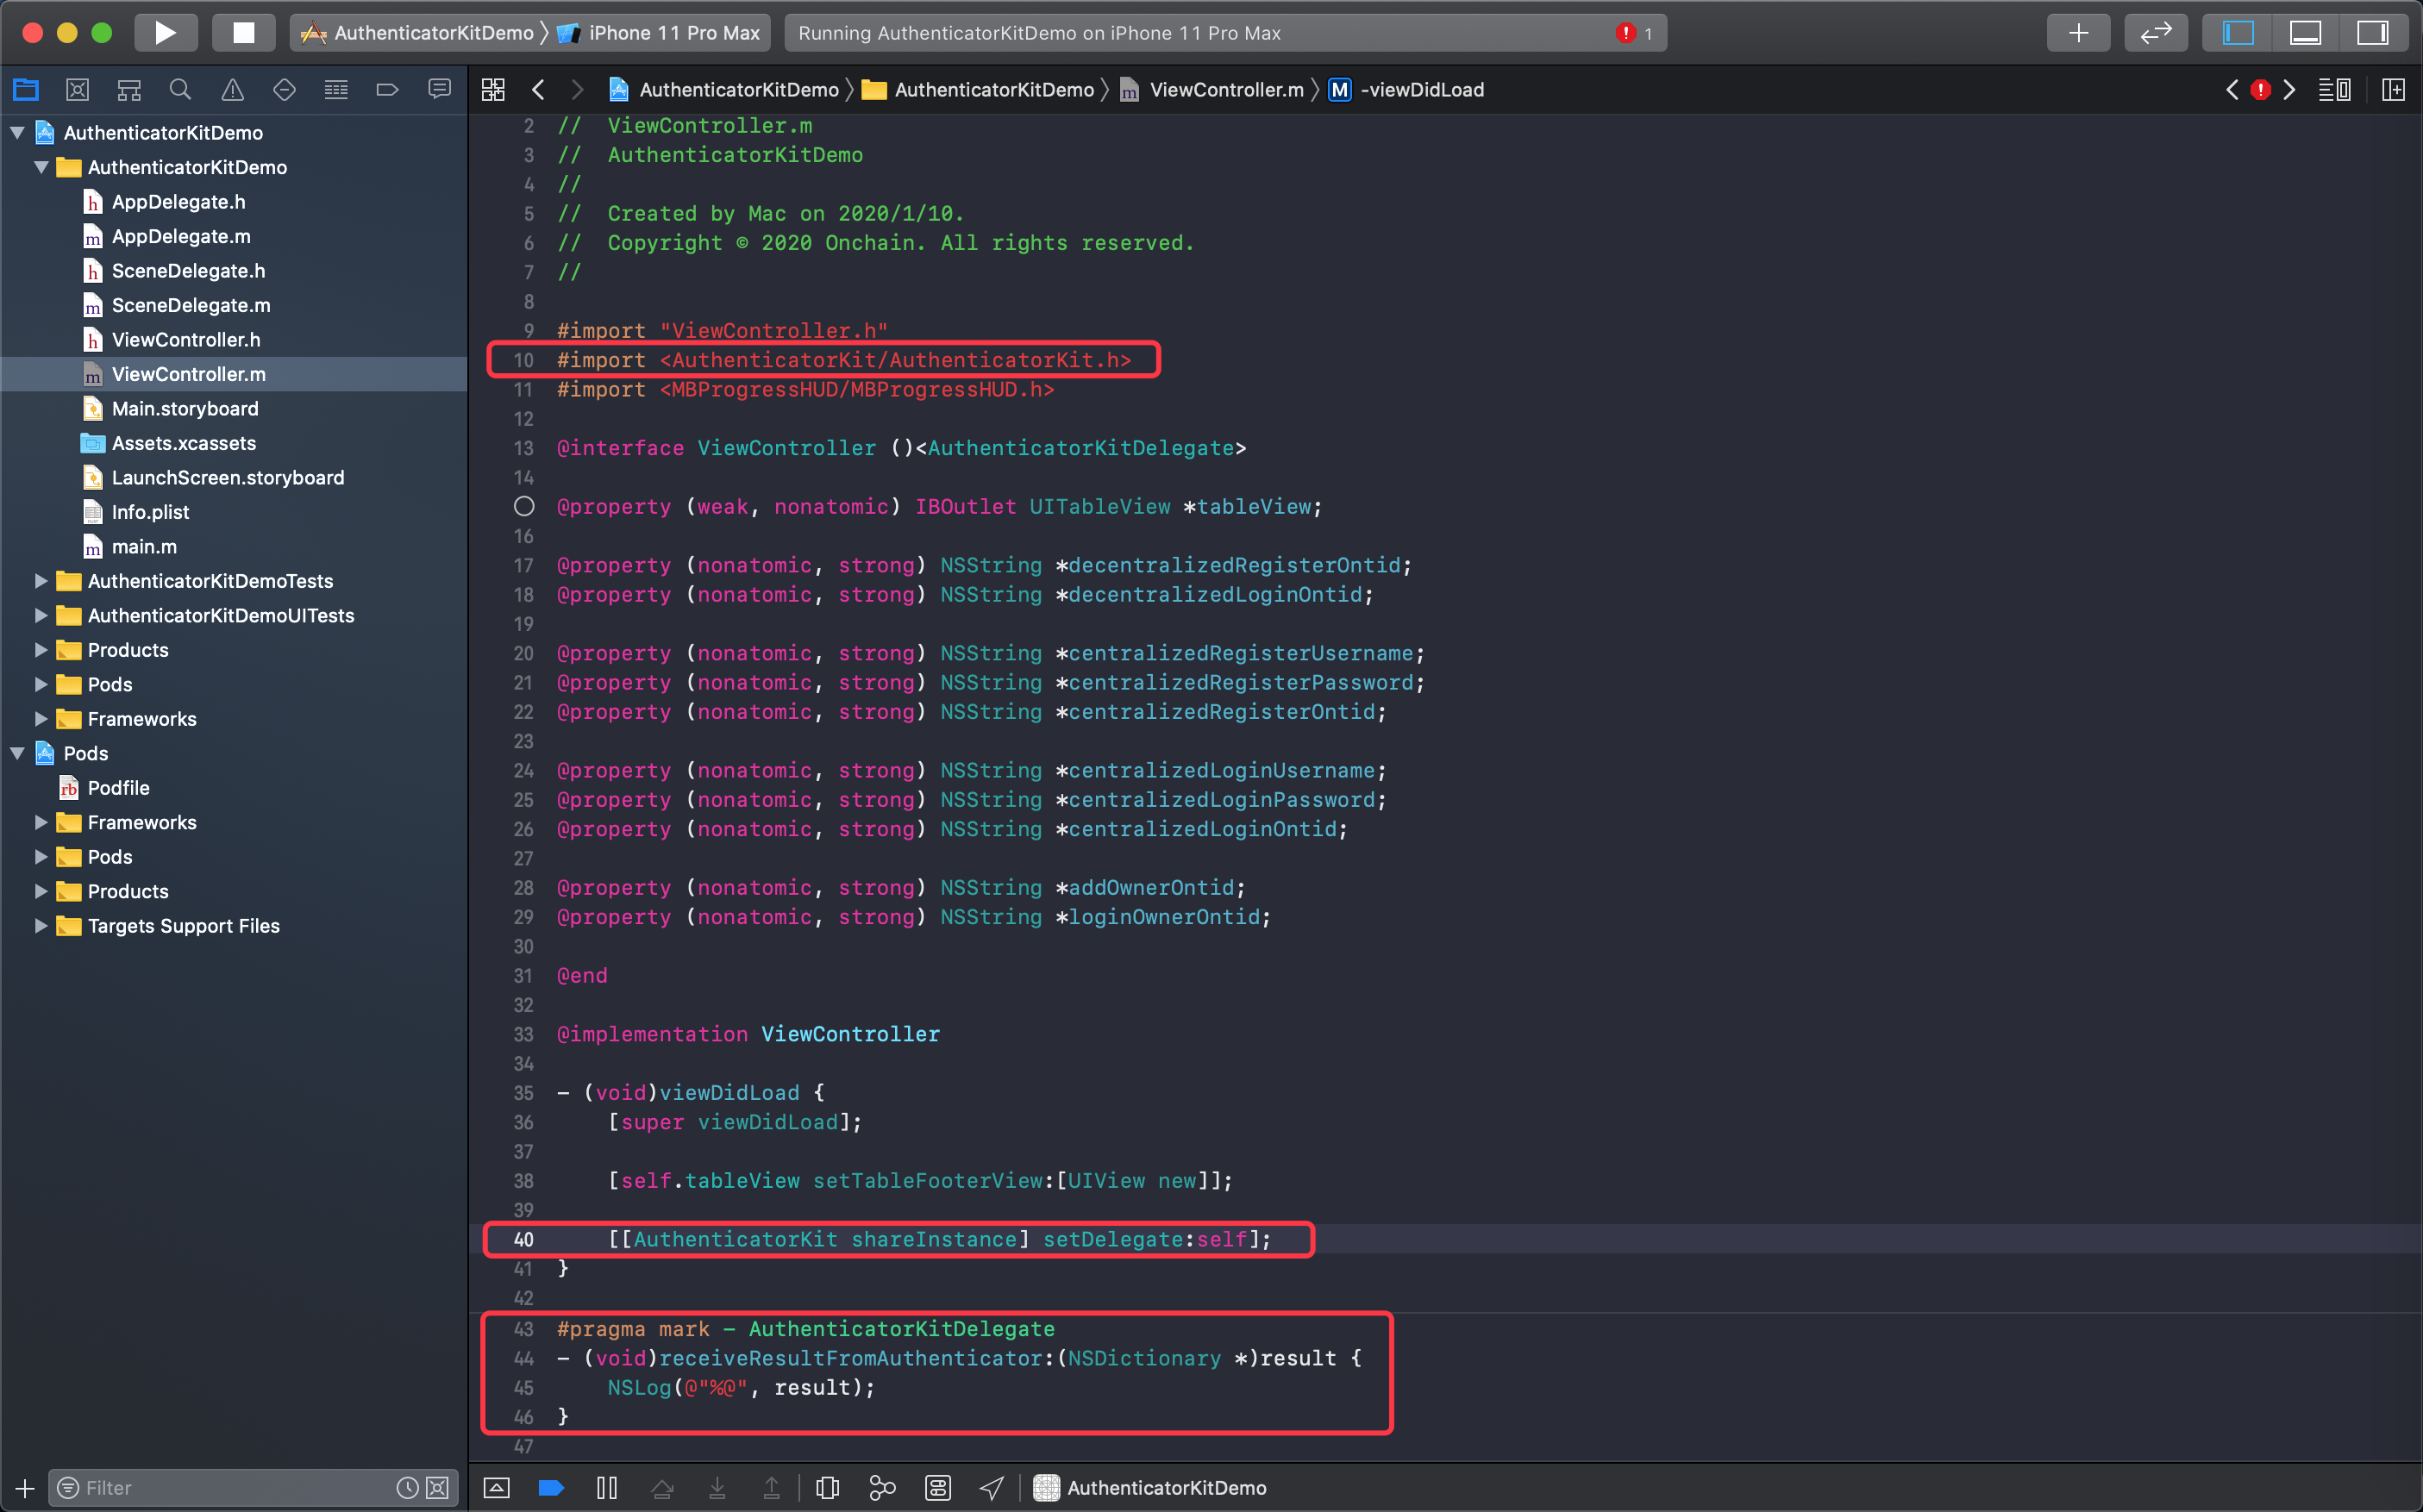 AuthenticatorKitDemo
iPhone 11 Pro Max
Running AuthenticatorKitDemo on iPhone 11 Pro Max
1
AuthenticatorKitDemo
AuthenticatorKitDemo
ViewController.m
M
-viewDidLoad
AuthenticatorKitDemo
AuthenticatorKitDemo
h AppDelegate.h
m AppDelegate.m
h SceneDelegate.h
m SceneDelegate.m
h ViewController.h
m ViewController.m
Main.storyboard
Assets.xcassets
LaunchScreen.storyboard
Info.plist
m main.m
AuthenticatorKitDemoTests
AuthenticatorKitDemoUITests
Products
Pods
Frameworks
Pods
rb Podfile
Frameworks
Pods
Products
Targets Support Files
Filter
2 //  ViewController.m
3 //  AuthenticatorKitDemo
4 //
5 //  Created by Mac on 2020/1/10.
6 //  Copyright © 2020 Onchain. All rights reserved.
7 //
8
9 #import "ViewController.h"
10 #import <AuthenticatorKit/AuthenticatorKit.h>
11 #import <MBProgressHUD/MBProgressHUD.h>
12
13 @interface ViewController ()<AuthenticatorKitDelegate>
14
@property (weak, nonatomic) IBOutlet UITableView *tableView;
16
17 @property (nonatomic, strong) NSString *decentralizedRegisterOntid;
18 @property (nonatomic, strong) NSString *decentralizedLoginOntid;
19
20 @property (nonatomic, strong) NSString *centralizedRegisterUsername;
21 @property (nonatomic, strong) NSString *centralizedRegisterPassword;
22 @property (nonatomic, strong) NSString *centralizedRegisterOntid;
23
24 @property (nonatomic, strong) NSString *centralizedLoginUsername;
25 @property (nonatomic, strong) NSString *centralizedLoginPassword;
26 @property (nonatomic, strong) NSString *centralizedLoginOntid;
27
28 @property (nonatomic, strong) NSString *addOwnerOntid;
29 @property (nonatomic, strong) NSString *loginOwnerOntid;
30
31 @end
32
33 @implementation ViewController
34
35 - (void)viewDidLoad {
36     [super viewDidLoad];
37
38     [self.tableView setTableFooterView:[UIView new]];
39
40     [[AuthenticatorKit shareInstance] setDelegate:self];
41 }
42
43 #pragma mark - AuthenticatorKitDelegate
44 - (void)receiveResultFromAuthenticator:(NSDictionary *)result {
45     NSLog(@"%@", result);
46 }
47
AuthenticatorKitDemo